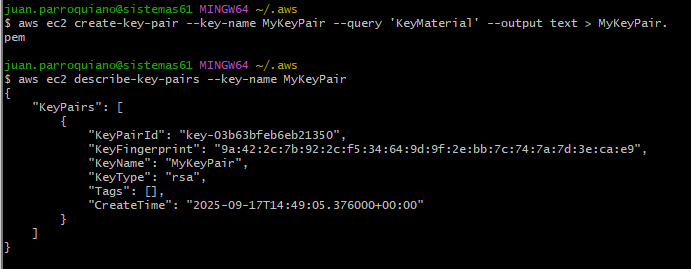 juan.parroquiano@sistemas61 MINGW64 ~/.aws
$ aws ec2 create-key-pair --key-name MyKeyPair --query 'KeyMaterial' --output text > MyKeyPair.
pem
juan.parroquiano@sistemas61 MINGW64 ~/.aws
$ aws ec2 describe-key-pairs --key-name MyKeyPair
{
    "KeyPairs": [
        {
            "KeyPairId": "key-03b63bfeb6eb21350",
            "KeyFingerprint": "9a:42:2c:7b:92:2c:f5:34:64:9d:9f:2e:bb:7c:74:7a:7d:3e:ca:e9",
            "KeyName": "MyKeyPair",
            "KeyType": "rsa",
            "Tags": [],
            "CreateTime": "2025-09-17T14:49:05.376000+00:00"
        }
    ]
}